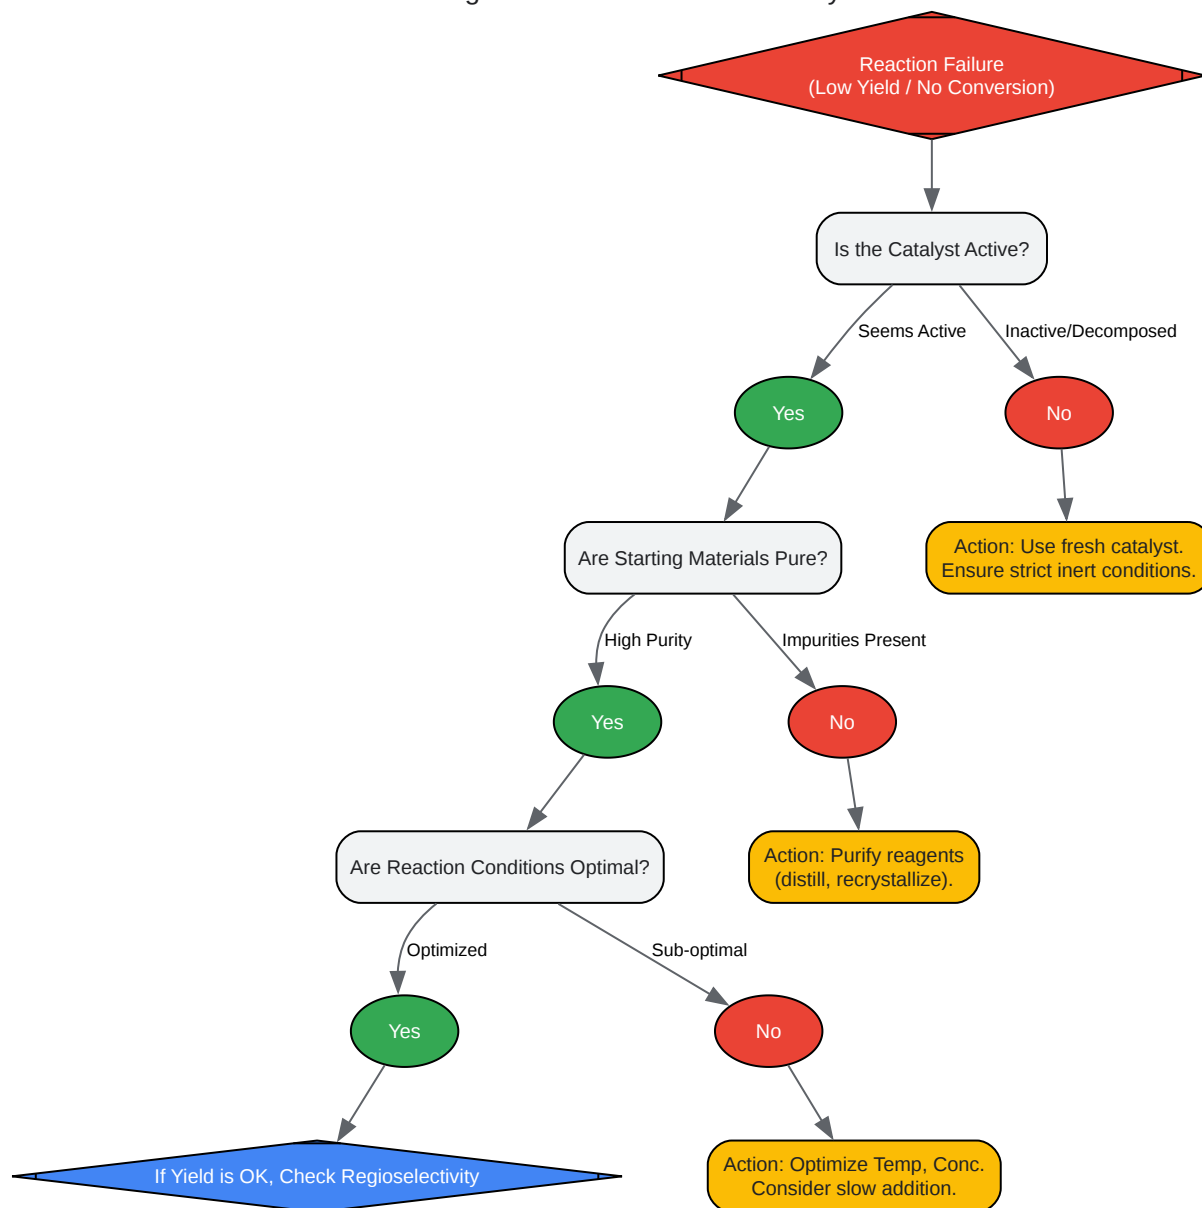 Reaction Failure
(Low Yield / No Conversion)
Is the Catalyst Active?
Seems Active
Inactive/Decomposed
Yes
No
Are Starting Materials Pure?
Action: Use fresh catalyst.
Ensure strict inert conditions.
High Purity
Impurities Present
Yes
No
Are Reaction Conditions Optimal?
Action: Purify reagents
(distill, recrystallize).
Optimized
Sub-optimal
Yes
No
If Yield is OK, Check Regioselectivity
Action: Optimize Temp, Conc.
Consider slow addition.